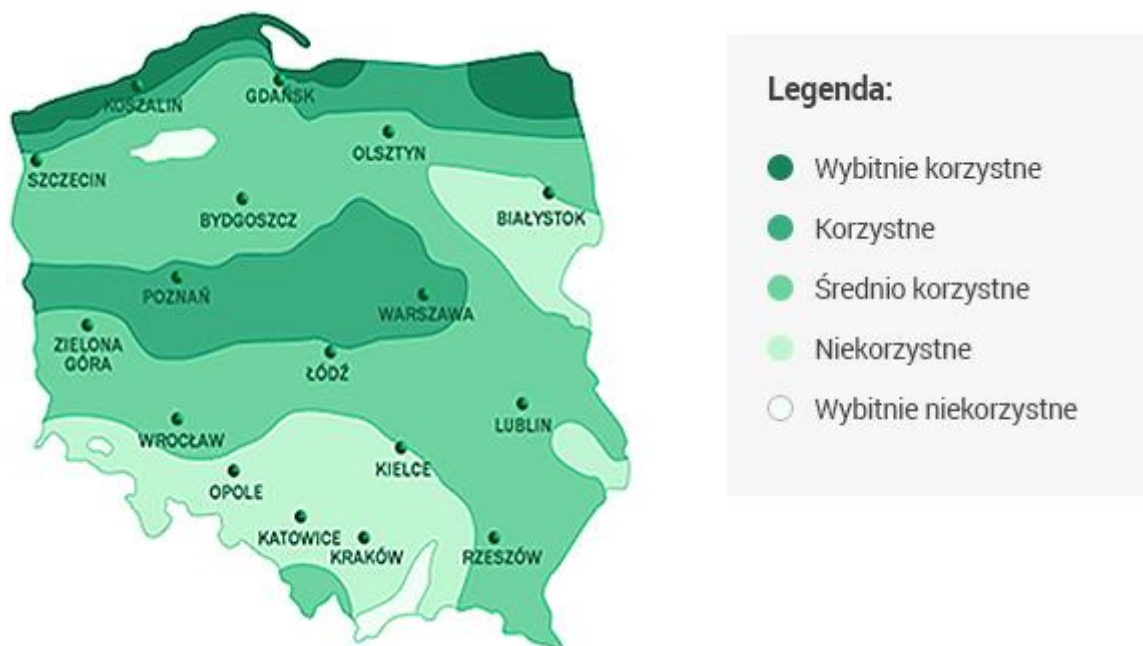 KOSZALIN
GDAŃSK
SZCZECIN
OLSZTYN
BYDGOSZCZ
BIAŁYSTOK
POZNAŃ
WARSZAWA
ZIELONA
GÓRA
ŁÓDŹ
WROCŁAW
LUBLIN
OPOLE
KIELCE
KATOWICE
KRAKÓW
RZESZÓW
Legenda:
Wybitnie korzystne
Korzystne
Średnio korzystne
Niekorzystne
Wybitnie niekorzystne